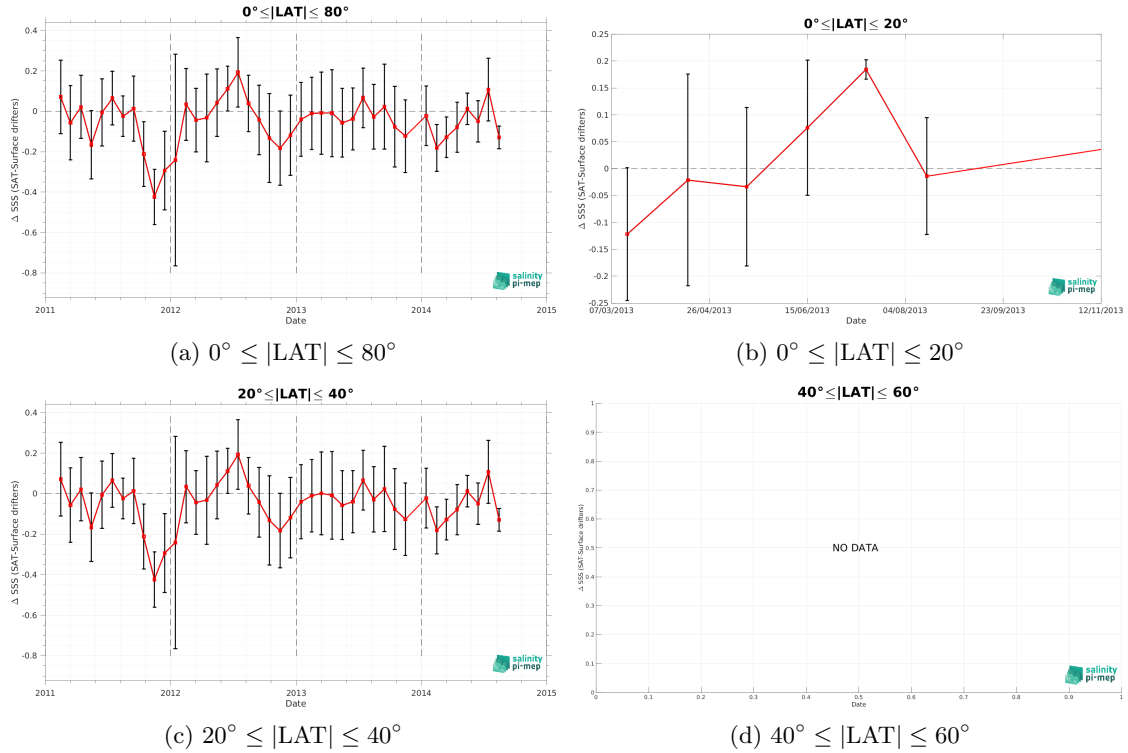 0°≤|LAT|≤ 80°
0.4
0.2
0
-0.2
-0.4
-0.6
-0.8
Δ SSS (SAT-Surface drifters)
2011
2012
2013
2014
2015
Date
salinity
pi-mep
(a) 0° ≤ |LAT| ≤ 80°
0°≤|LAT|≤ 20°
0.25
0.2
0.15
0.1
0.05
0
-0.05
-0.1
-0.15
-0.2
-0.25
Δ SSS (SAT-Surface drifters)
07/03/2013
26/04/2013
15/06/2013
04/08/2013
23/09/2013
12/11/2013
Date
salinity
pi-mep
(b) 0° ≤ |LAT| ≤ 20°
20°≤|LAT|≤ 40°
0.4
0.2
0
-0.2
-0.4
-0.6
-0.8
Δ SSS (SAT-Surface drifters)
2011
2012
2013
2014
2015
Date
salinity
pi-mep
(c) 20° ≤ |LAT| ≤ 40°
40°≤|LAT|≤ 60°
1
0.9
0.8
0.7
0.6
0.5
0.4
0.3
0.2
0.1
0
Δ SSS (SAT-Surface drifters)
NO DATA
0
0.1
0.2
0.3
0.4
0.5
0.6
0.7
0.8
0.9
1
Date
salinity
pi-mep
(d) 40° ≤ |LAT| ≤ 60°